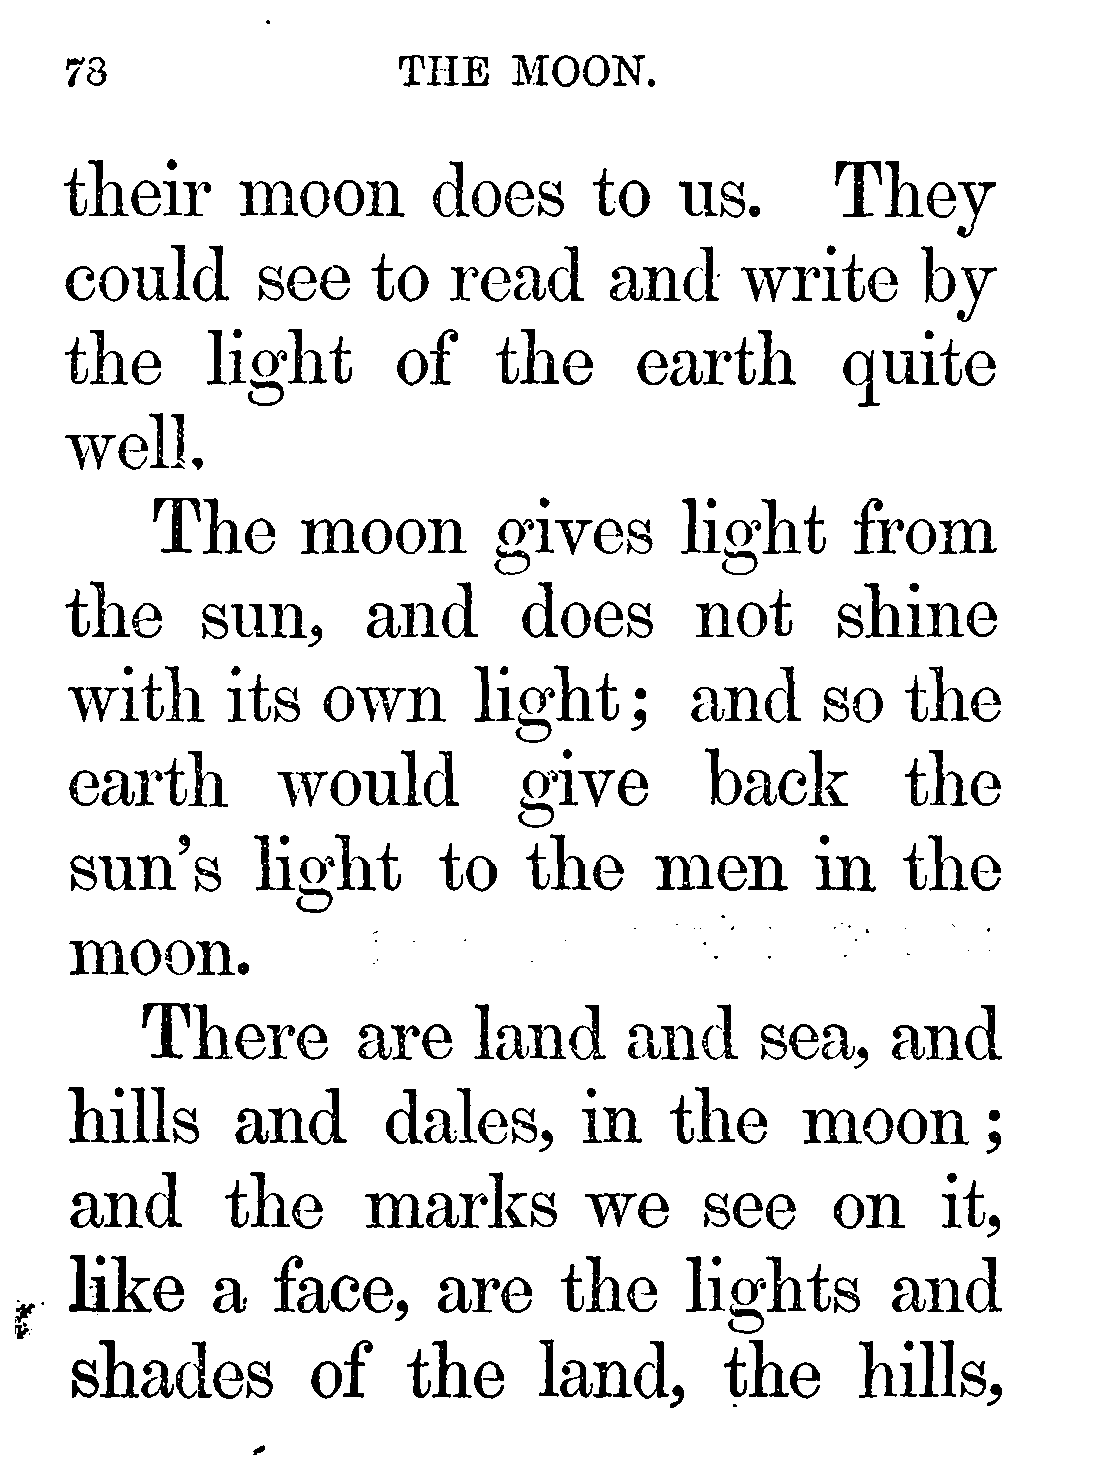 78 THE MOON.
their moon does to us. They
could see to read and write by
the light of the earth quite
well.
The moon gives light from
the sun, and does not shine
with its own light; and so the
earth would give back the
sun's light to the men in the
moon.
There are land and sea, and
hills and dales, in the moon;
and the marks we see on it,
like a face, are the lights and
shades of the land, the hills,